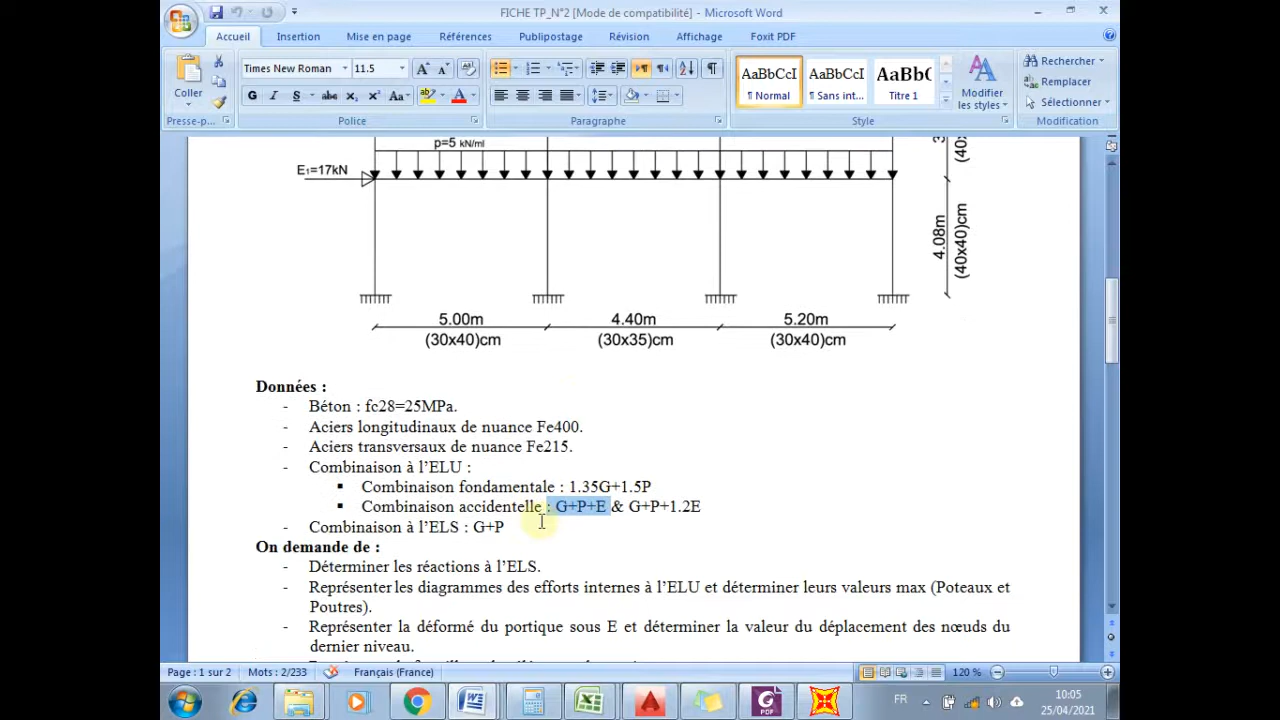 FICHE TP_N°2 [Mode de compatibilité] - Microsoft Word
Accueil Insertion Mise en page Références Publipostage Révision Affichage Foxit PDF
Coller
Times New Roman 11.5
AaBbCcI AaBbCcI AaBbC
¶ Normal ¶ Sans int... Titre 1
Modifier les styles
Rechercher
Remplacer
Sélectionner
Presse-p... Police Paragraphe Style Modification
p=5 kN/ml
E1=17kN
(40x40)cm
4.08m
(40x40)cm
5.00m 4.40m 5.20m
(30x40)cm (30x35)cm (30x40)cm
Données :
- Béton : fc28=25MPa.
- Aciers longitudinaux de nuance Fe400.
- Aciers transversaux de nuance Fe215.
- Combinaison à l'ELU :
▪ Combinaison fondamentale : 1.35G+1.5P
▪ Combinaison accidentelle : G+P+E & G+P+1.2E
- Combinaison à l'ELS : G+P
On demande de :
- Déterminer les réactions à l'ELS.
- Représenter les diagrammes des efforts internes à l'ELU et déterminer leurs valeurs max (Poteaux et
Poutres).
- Représenter la déformé du portique sous E et déterminer la valeur du déplacement des nœuds du
dernier niveau.
Page : 1 sur 2 Mots : 2/233 Français (France) 120 %
FR 10:05
25/04/2021